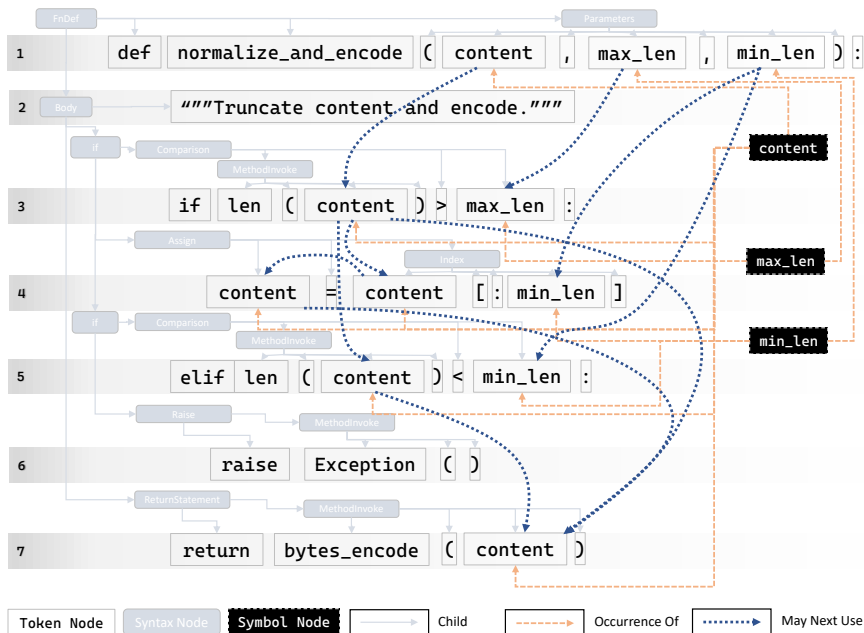 FnDef Parameters
1 def normalize_and_encode ( content , max_len , min_len ) :
2 Body """Truncate content and encode."""
content
if Comparison
MethodInvoke
3 if len ( content ) > max_len :
Assign
Index
max_len
4 content = content [ : min_len ]
if Comparison
MethodInvoke
min_len
5 elif len ( content ) < min_len :
Raise MethodInvoke
6 raise Exception ( )
ReturnStatement MethodInvoke
7 return bytes_encode ( content )
Token Node Syntax Node Symbol Node Child Occurrence Of May Next Use